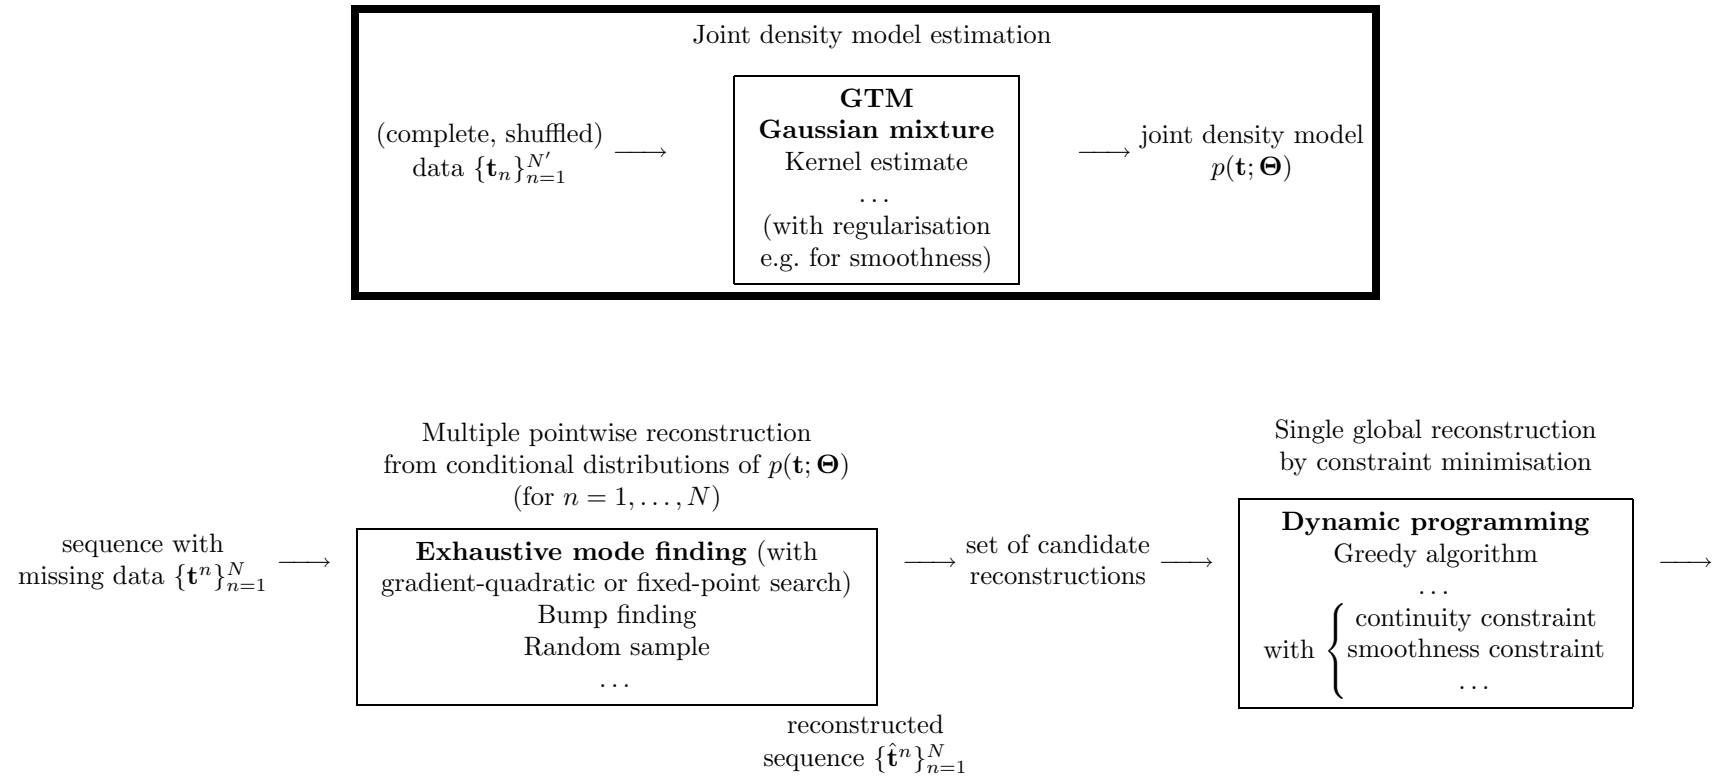 Joint density model estimation
(complete, shuffled)
data {𝐭ₙ}ₙ₌₁^{N′}
⟶
GTM
Gaussian mixture
Kernel estimate
...
(with regularisation
e.g. for smoothness)
⟶
joint density model
p(𝐭; 𝚯)
Multiple pointwise reconstruction
from conditional distributions of p(𝐭; 𝚯)
(for n = 1, . . . , N)
Single global reconstruction
by constraint minimisation
sequence with
missing data {𝐭ⁿ}ₙ₌₁^{N}
⟶
Exhaustive mode finding (with
gradient-quadratic or fixed-point search)
Bump finding
Random sample
...
⟶
set of candidate
reconstructions
⟶
Dynamic programming
Greedy algorithm
...
with {
continuity constraint
smoothness constraint
...
⟶
reconstructed
sequence {𝐭̂ⁿ}ₙ₌₁^{N}